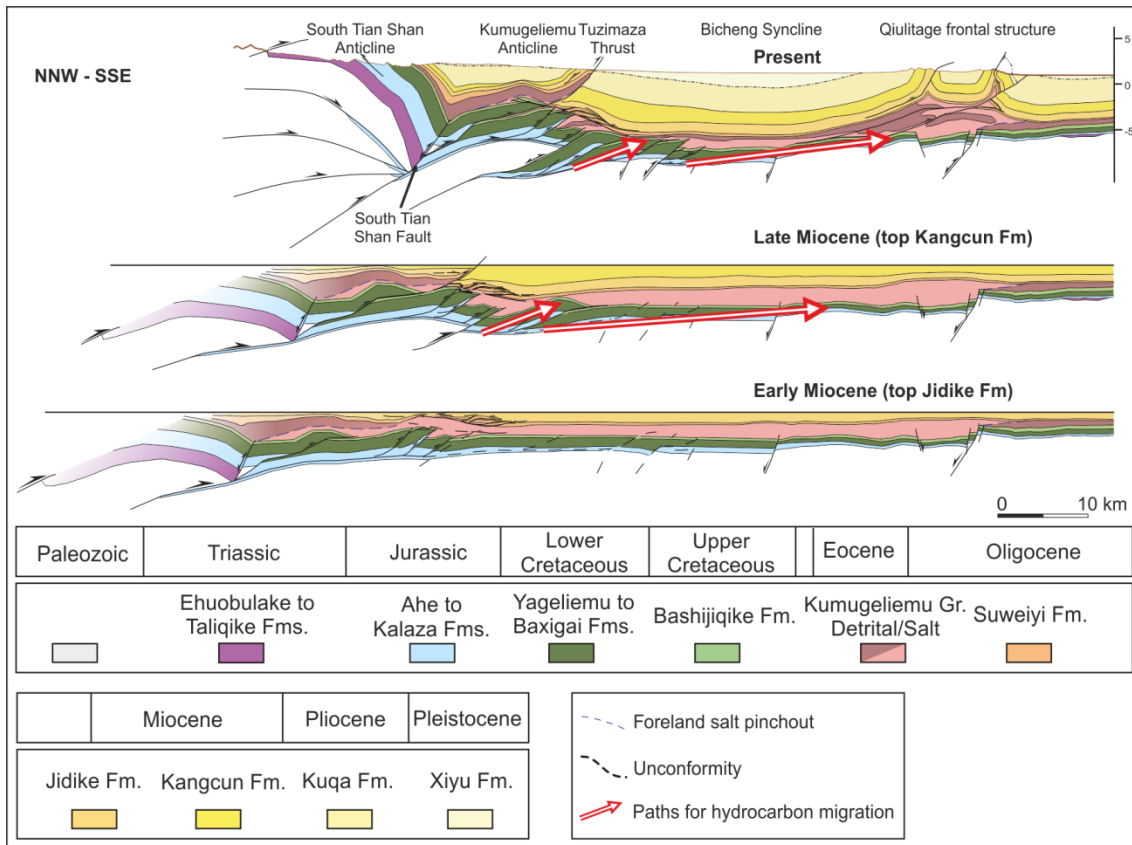 South Tian Shan
Anticline
Kumugeliemu
Anticline
Tuzimaza
Thrust
Bicheng Syncline
Qiulitage frontal structure
NNW - SSE
Present
5
0
-5
South Tian
Shan Fault
Late Miocene (top Kangcun Fm)
Early Miocene (top Jidike Fm)
0 10 km
Paleozoic
Triassic
Jurassic
Lower
Cretaceous
Upper
Cretaceous
Eocene
Oligocene
Ehuobulake to
Taliqike Fms.
Ahe to
Kalaza Fms.
Yageliemu to
Baxigai Fms.
Bashijiqike Fm.
Kumugeliemu Gr.
Detrital/Salt
Suweiyi Fm.
Miocene
Pliocene
Pleistocene
Jidike Fm.
Kangcun Fm.
Kuqa Fm.
Xiyu Fm.
Foreland salt pinchout
Unconformity
Paths for hydrocarbon migration